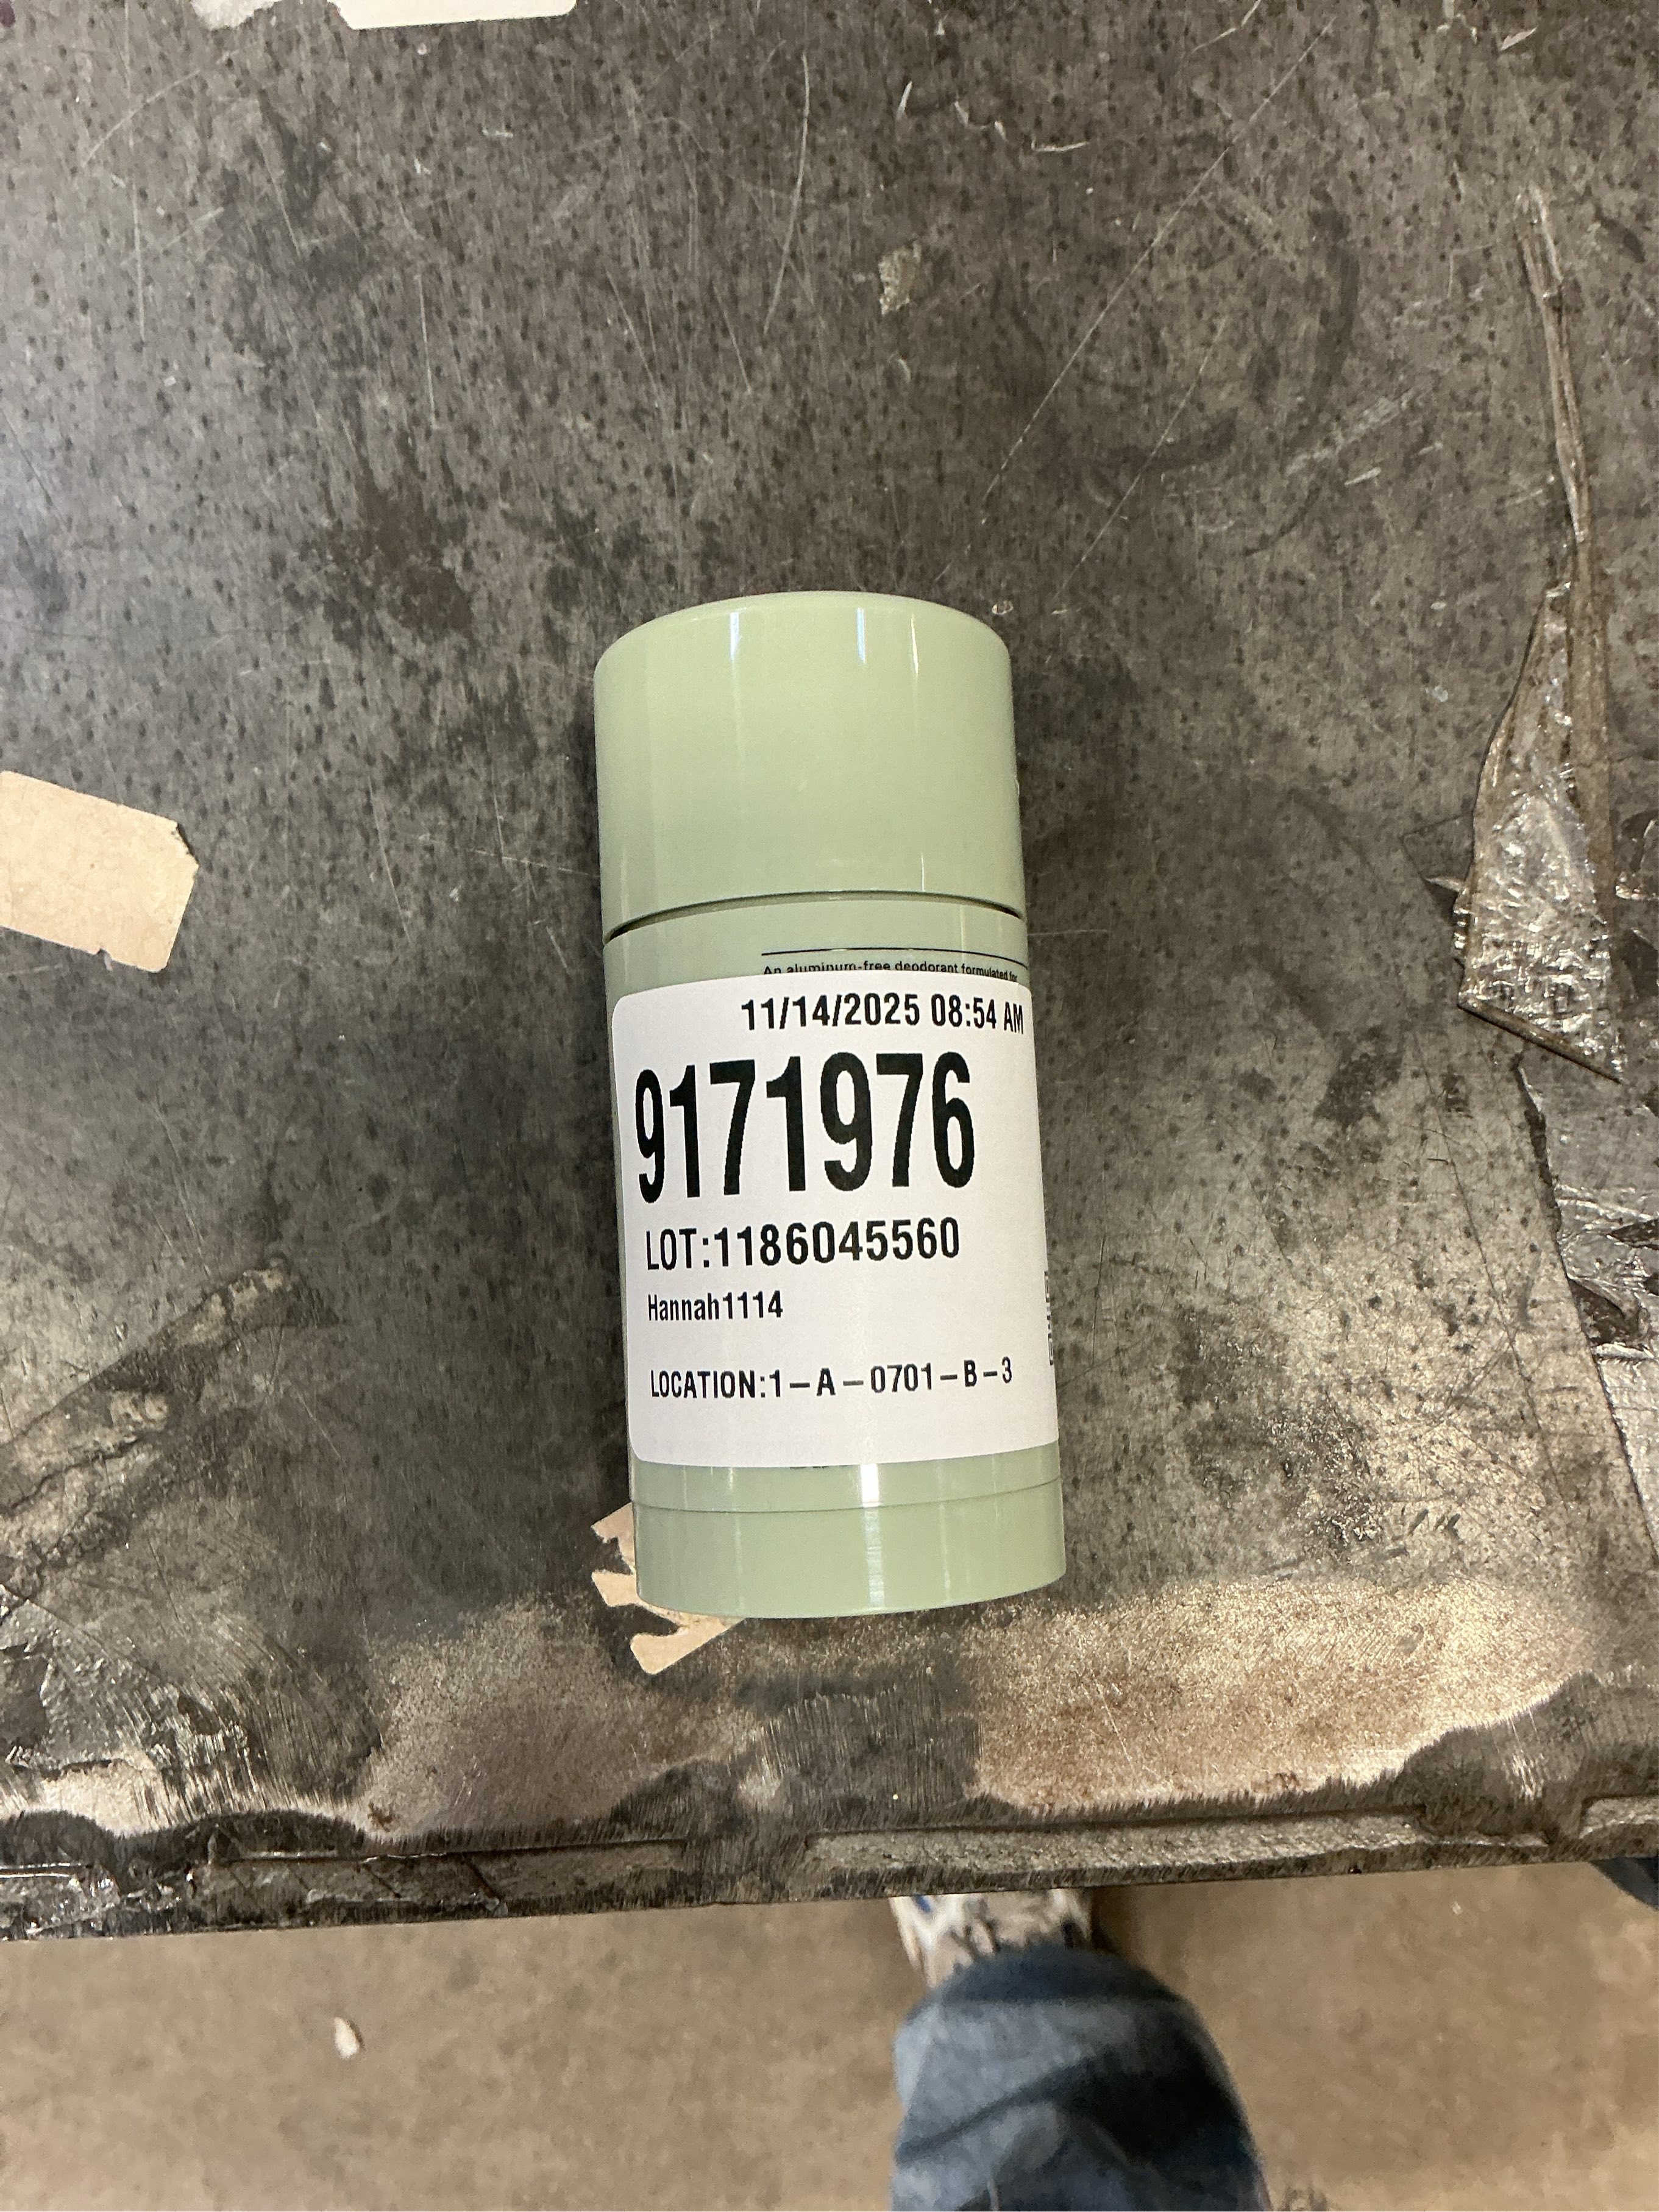 An aluminum-free deodorant formulated for
11/14/2025 08:54 AM
9171976
LOT:1186045560
Hannah1114
LOCATION:1-A-0701-B-3